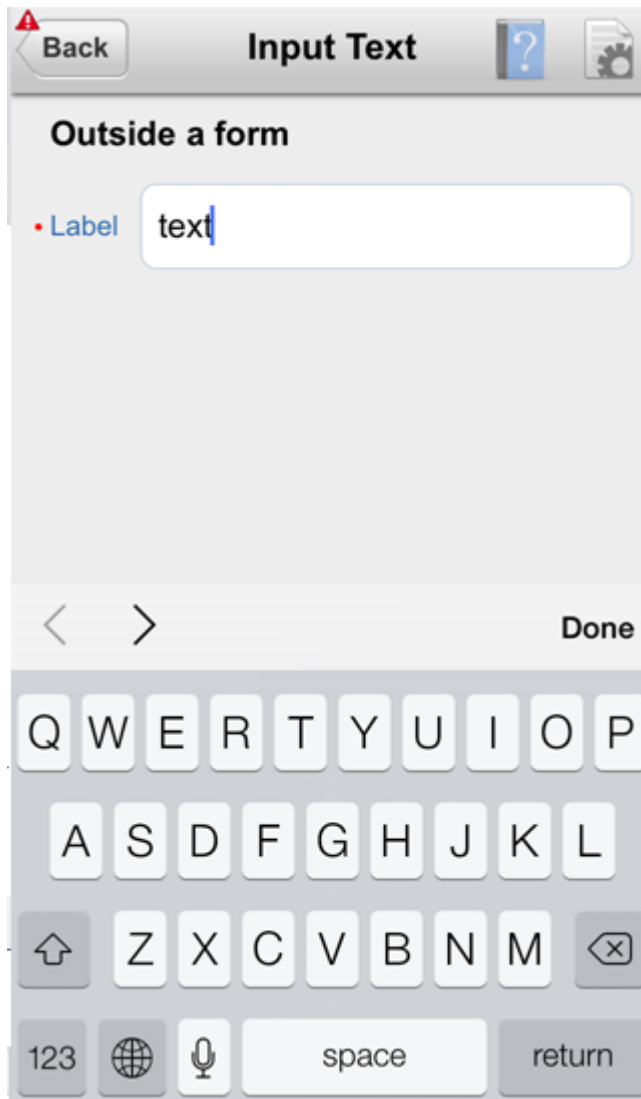 Back Input Text ?
Outside a form
• Label text
Done
Q W E R T Y U I O P
A S D F G H J K L
Z X C V B N M
123 space return